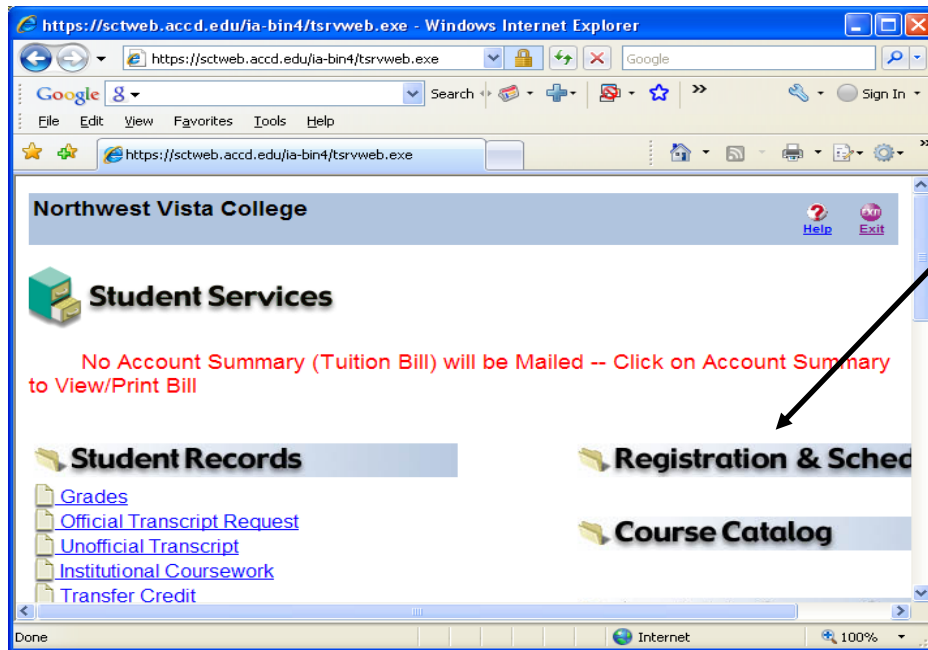 https://sctweb.accd.edu/ia-bin4/tsrvweb.exe - Windows Internet Explorer
https://sctweb.accd.edu/ia-bin4/tsrvweb.exe
Google
Google
Search
Sign In
File Edit View Favorites Tools Help
https://sctweb.accd.edu/ia-bin4/tsrvweb.exe
Northwest Vista College
Help
EXIT
Exit
Student Services
No Account Summary (Tuition Bill) will be Mailed -- Click on Account Summary
to View/Print Bill
Student Records
Registration & Sched
Grades
Official Transcript Request
Course Catalog
Unofficial Transcript
Institutional Coursework
Transfer Credit
Done
Internet
100%